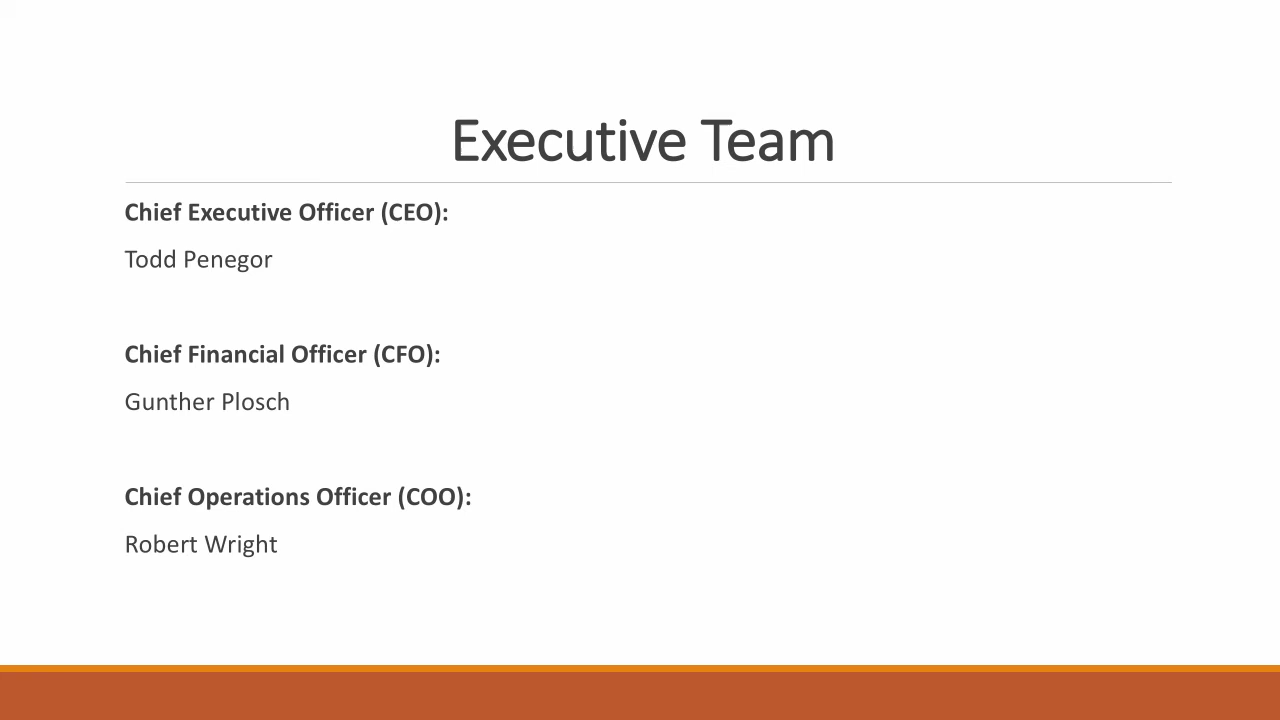 Executive Team
Chief Executive Officer (CEO):
Todd Penegor
Chief Financial Officer (CFO):
Gunther Plosch
Chief Operations Officer (COO):
Robert Wright